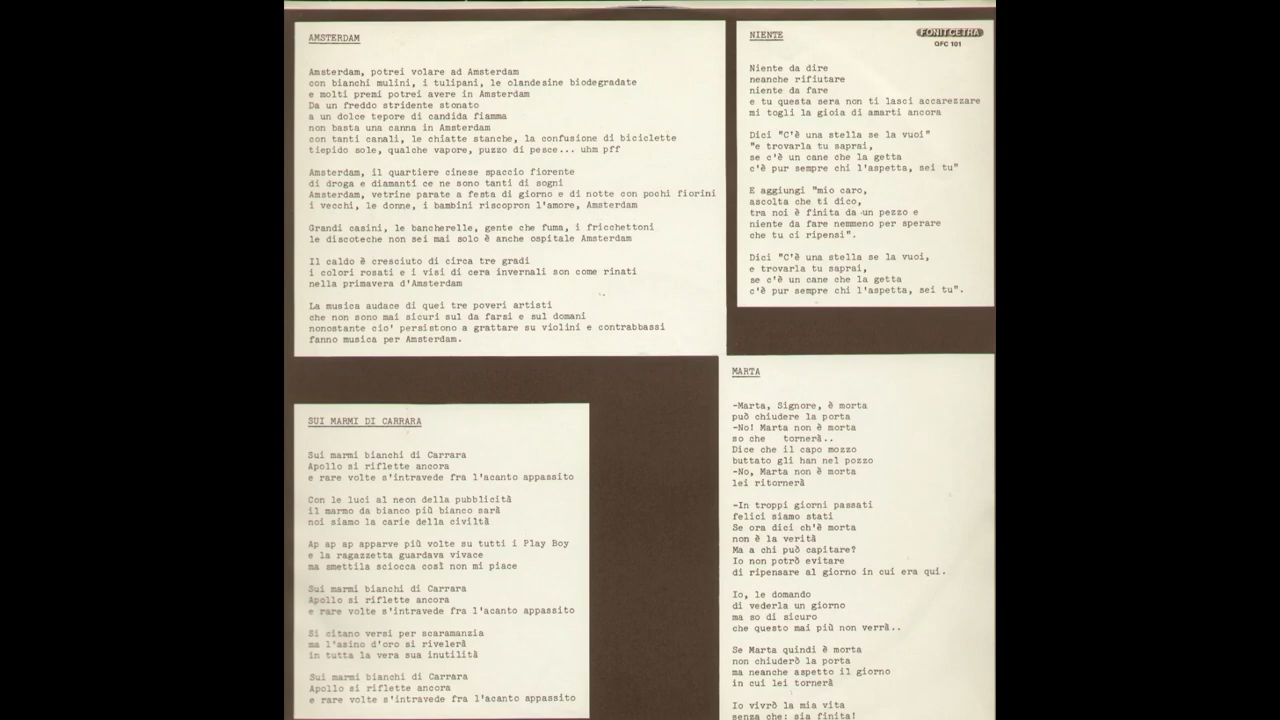 AMSTERDAM
Amsterdam, potrei volare ad Amsterdam
con bianchi mulini, i tulipani, le olandesine biodegradate
e molti premi potrei avere in Amsterdam
Da un freddo stridente stonato
a un dolce tepore di candida fiamma
non basta una canna in Amsterdam
con tanti canali, le chiatte stanche, la confusione di biciclette
tiepido sole, qualche vapore, puzzo di pesce... uhm pff
Amsterdam, il quartiere cinese spaccio fiorente
di droga e diamanti ce ne sono tanti di sogni
Amsterdam, vetrine parate a festa di giorno e di notte con pochi fiorini
i vecchi, le donne, i bambini riscopron l'amore, Amsterdam
Grandi casini, le bancherelle, gente che fuma, i fricchettoni
le discoteche non sei mai solo è anche ospitale Amsterdam
Il caldo è cresciuto di circa tre gradi
i colori rosati e i visi di cera invernali son come rinati
nella primavera d'Amsterdam
La musica audace di quei tre poveri artisti
che non sono mai sicuri sul da farsi e sul domani
nonostante cio' persistono a grattare su violini e contrabbassi
fanno musica per Amsterdam.
NIENTE
FONIT CETRA
QFC 101
Niente da dire
neanche rifiutare
niente da fare
e tu questa sera non ti lasci accarezzare
mi togli la gioia di amarti ancora
Dici "C'è una stella se la vuoi"
"e trovarla tu saprai,
se c'è un cane che la getta
c'è pur sempre chi l'aspetta, sei tu"
E aggiungi "mio caro,
ascolta che ti dico,
tra noi è finita da un pezzo e
niente da fare nemmeno per sperare
che tu ci ripensi".
Dici "C'è una stella se la vuoi,
e trovarla tu saprai,
se c'è un cane che la getta
c'è pur sempre chi l'aspetta, sei tu".
SUI MARMI DI CARRARA
Sui marmi bianchi di Carrara
Apollo si riflette ancora
e rare volte s'intravede fra l'acanto appassito
Con le luci al neon della pubblicità
il marmo da bianco più bianco sarà
noi siamo la carie della civiltà
Ap ap ap apparve più volte su tutti i Play Boy
e la ragazzetta guardava vivace
ma smettila sciocca così non mi piace
Sui marmi bianchi di Carrara
Apollo si riflette ancora
e rare volte s'intravede fra l'acanto appassito
Si citano versi per scaramanzia
ma l'asino d'oro si rivelerà
in tutta la vera sua inutilità
Sui marmi bianchi di Carrara
Apollo si riflette ancora
e rare volte s'intravede fra l'acanto appassito
MARTA
-Marta, Signore, è morta
può chiudere la porta
-No! Marta non è morta
so che tornerà..
Dice che il capo mozzo
buttato gli han nel pozzo
-No, Marta non è morta
lei ritornerà
-In troppi giorni passati
felici siamo stati
Se ora dici ch'è morta
non è la verità
Ma a chi può capitare?
Io non potrò evitare
di ripensare al giorno in cui era qui.
Io, le domando
di vederla un giorno
ma so di sicuro
che questo mai più non verrà..
Se Marta quindi è morta
non chiuderò la porta
ma neanche aspetto il giorno
in cui lei tornerà
Io vivrò la mia vita
senza che: sia finita!